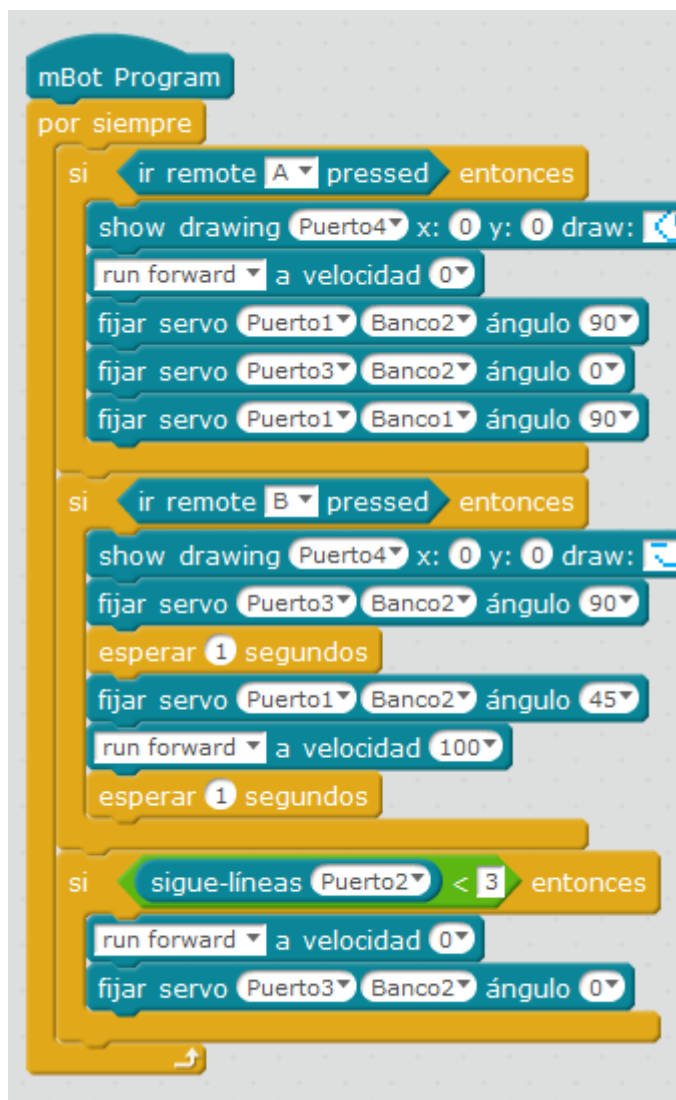 mBot Program
por siempre
si ir remote A pressed entonces
show drawing Puerto4 x: 0 y: 0 draw:
run forward a velocidad 0
fijar servo Puerto1 Banco2 ángulo 90
fijar servo Puerto3 Banco2 ángulo 0
fijar servo Puerto1 Banco1 ángulo 90
si ir remote B pressed entonces
show drawing Puerto4 x: 0 y: 0 draw:
fijar servo Puerto3 Banco2 ángulo 90
esperar 1 segundos
fijar servo Puerto1 Banco2 ángulo 45
run forward a velocidad 100
esperar 1 segundos
si sigue-líneas Puerto2 < 3 entonces
run forward a velocidad 0
fijar servo Puerto3 Banco2 ángulo 0